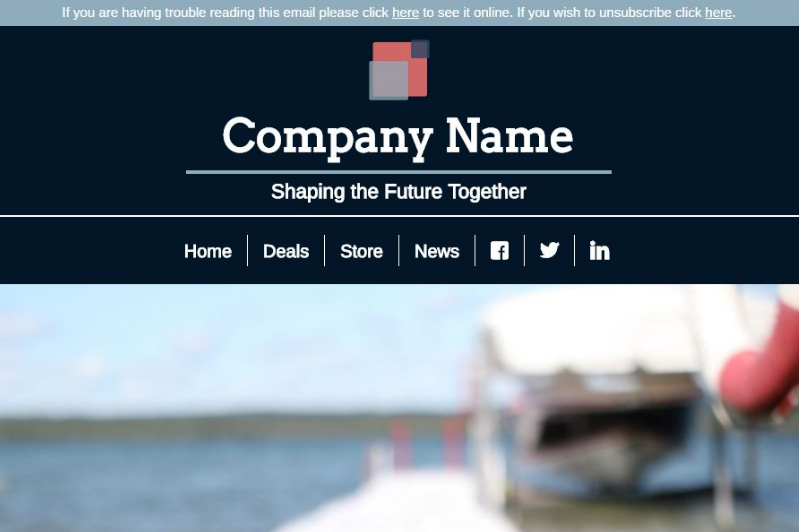 If you are having trouble reading this email please click here to see it online. If you wish to unsubscribe click here.
Company Name
Shaping the Future Together
Home Deals Store News